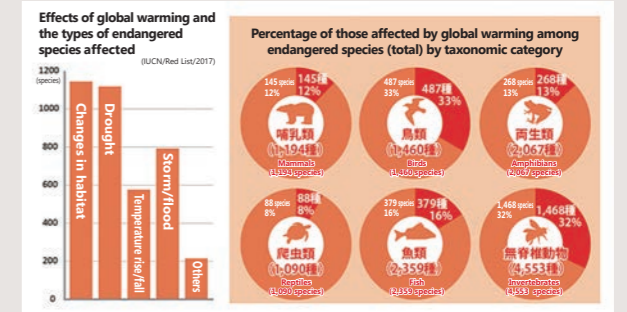 Effects of global warming and
the types of endangered
species affected
(IUCN/Red List/2017)
1200
(species)
1000
800
600
400
200
0
Changes in habitat
Drought
Temperature rise/fall
Storm/flood
Others
Percentage of those affected by global warming among
endangered species (total) by taxonomic category
145 species
12%
145種
12%
哺乳類
(1,194種)
Mammals
(1,194 species)
487 species
33%
487種
33%
鳥類
(1,460種)
Birds
(1,460 species)
268 species
13%
268種
13%
両生類
(2,067種)
Amphibians
(2,067 species)
88 species
8%
88種
8%
爬虫類
(1,090種)
Reptiles
(1,090 species)
379 species
16%
379種
16%
魚類
(2,359種)
Fish
(2,359 species)
1,468 species
32%
1,468種
32%
無脊椎動物
(4,553種)
Invertebrates
(4,553 species)